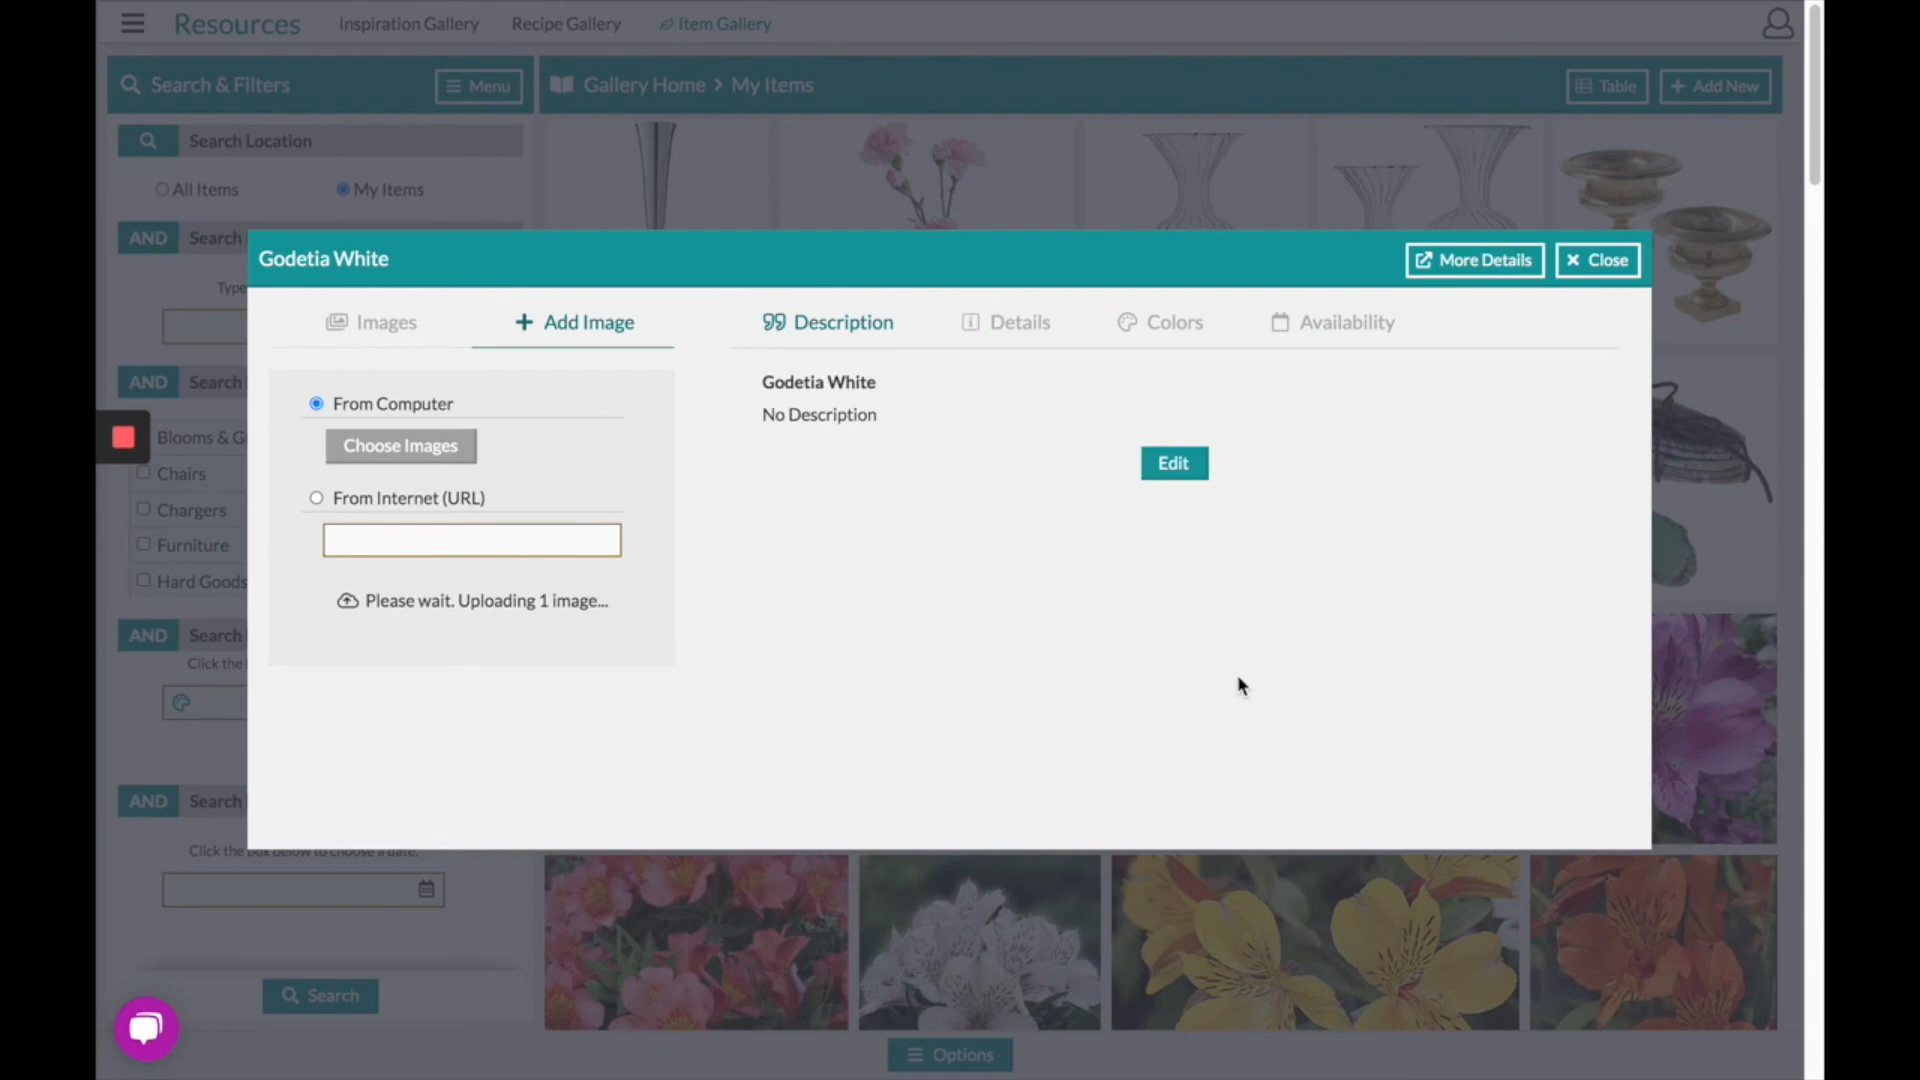 Resources
Inspiration Gallery
Recipe Gallery
Item Gallery
Search & Filters
Menu
Gallery Home > My Items
Table
+ Add New
Search Location
All Items
My Items
AND
Search
Type
AND
Search
Blooms & G
Chairs
Chargers
Furniture
Hard Goods
AND
Search
Click the
AND
Search
Click the box below to choose a date.
Search
Godetia White
More Details
× Close
Images
+ Add Image
Description
Details
Colors
Availability
From Computer
Choose Images
From Internet (URL)
Please wait. Uploading 1 image...
Godetia White
No Description
Edit
Options